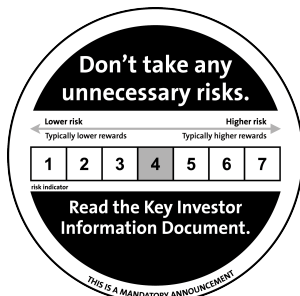 Don't take any
unnecessary risks.
Lower risk Higher risk
Typically lower rewards Typically higher rewards
1 2 3 4 5 6 7
risk indicator
Read the Key Investor
Information Document.
THIS IS A MANDATORY ANNOUNCEMENT